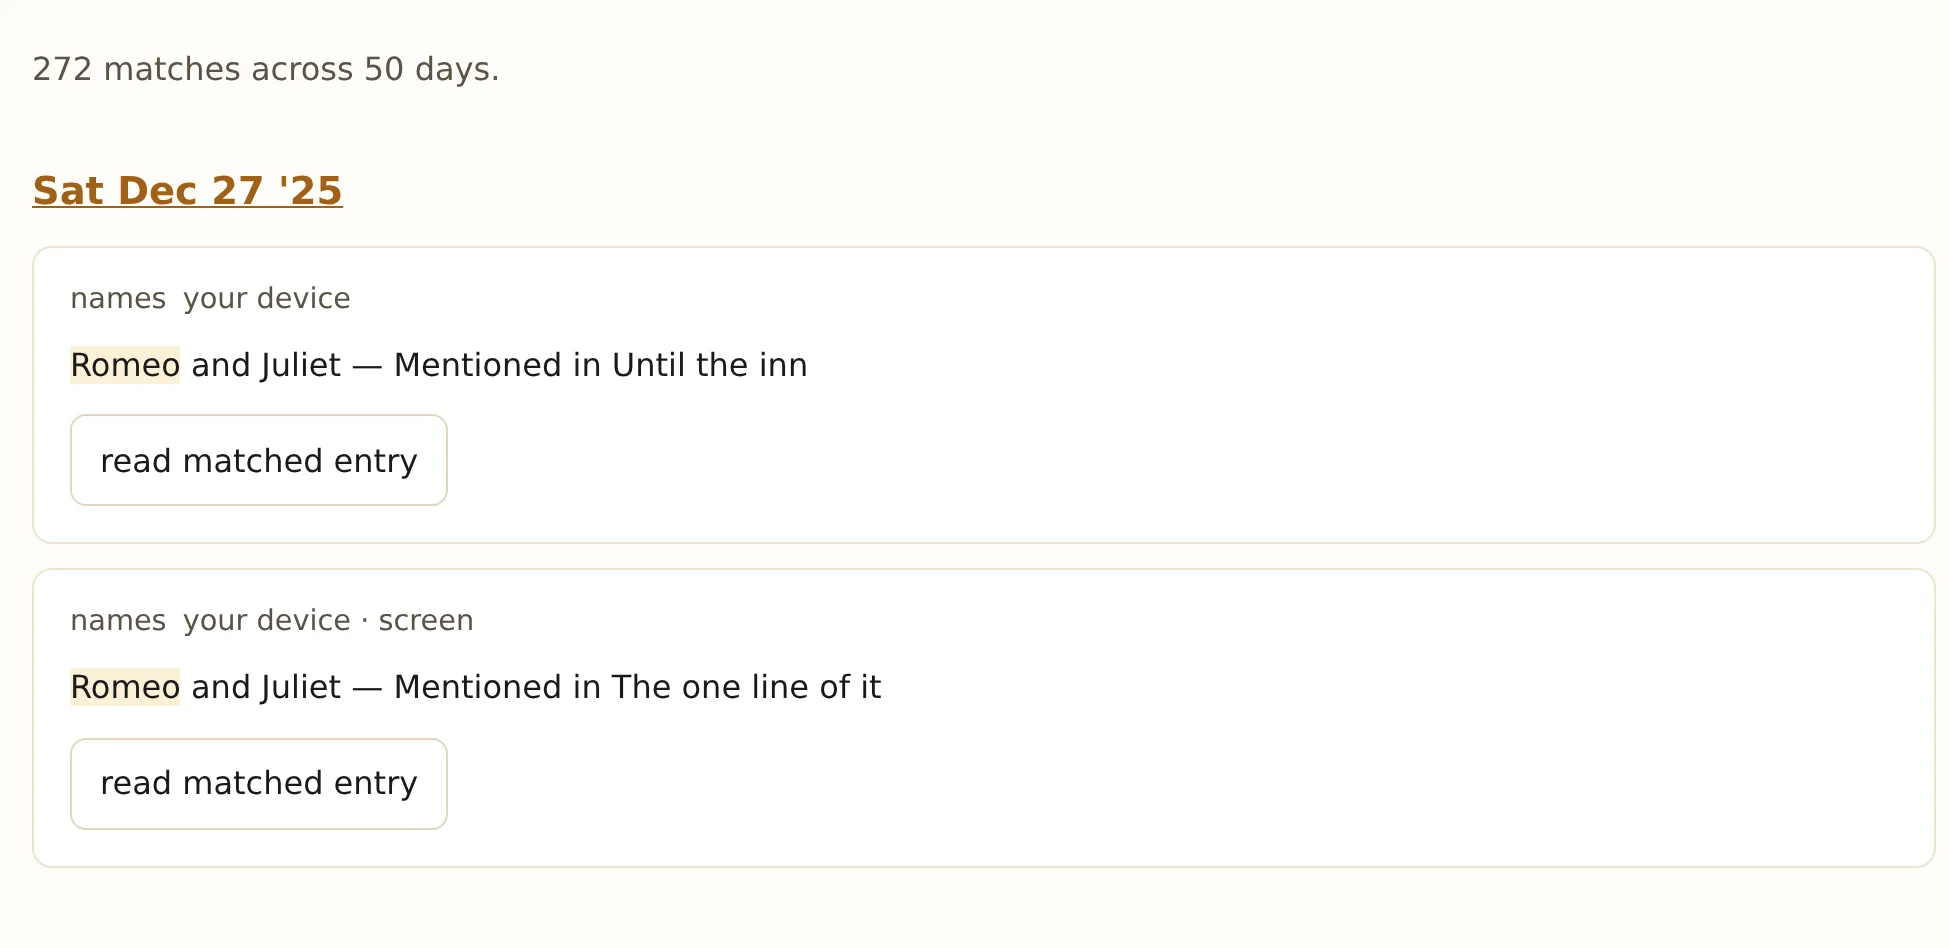 272 matches across 50 days.
Sat Dec 27 '25
names your device
Romeo and Juliet — Mentioned in Until the inn
read matched entry
names your device · screen
Romeo and Juliet — Mentioned in The one line of it
read matched entry